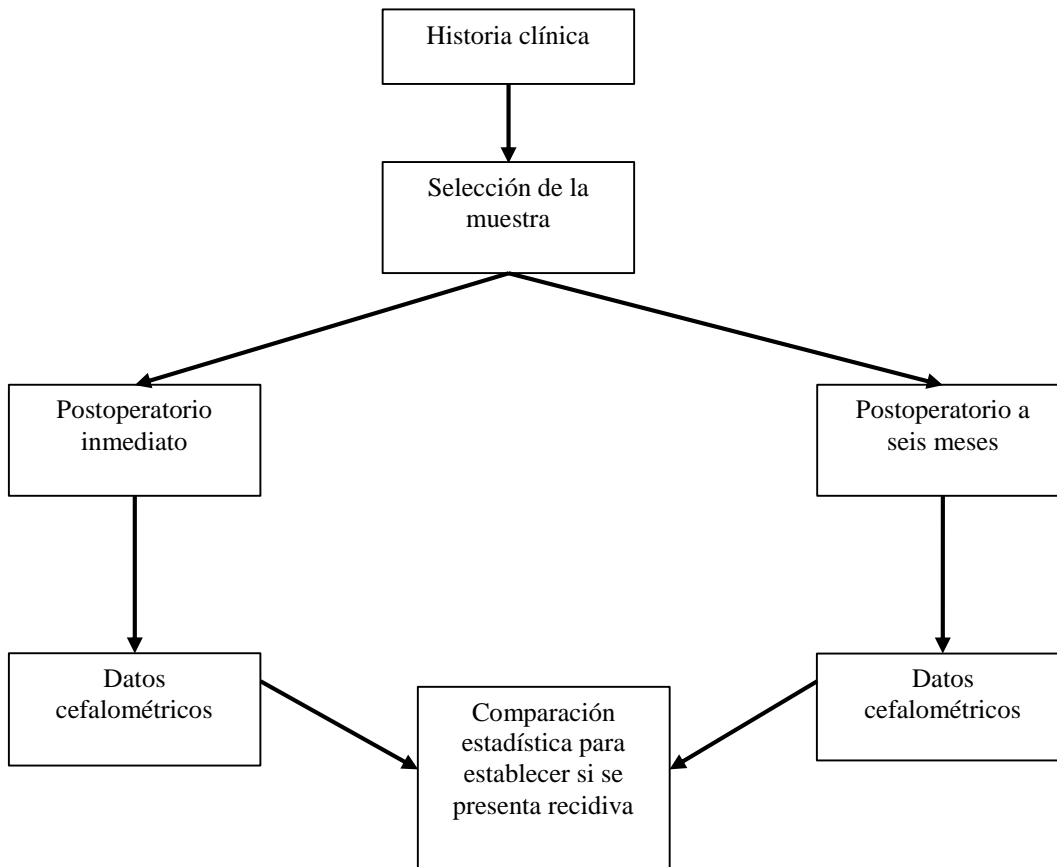 Historia clínica
Selección de la
muestra
Postoperatorio
inmediato
Postoperatorio a
seis meses
Datos
cefalométricos
Datos
cefalométricos
Comparación
estadística para
establecer si se
presenta recidiva